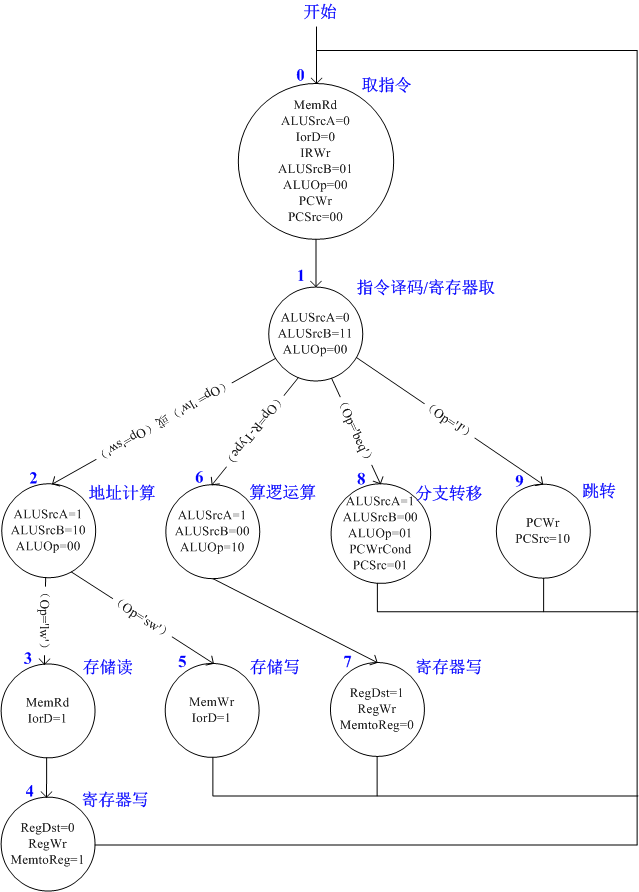 开始
0
取指令
MemRd
ALUSrcA=0
IorD=0
IRWr
ALUSrcB=01
ALUOp=00
PCWr
PCSrc=00
1
指令译码/寄存器取
ALUSrcA=0
ALUSrcB=11
ALUOp=00
(Op='lw') 或 (Op='sw')
(Op=R-Type)
(Op='beq')
(Op='J')
2
地址计算
ALUSrcA=1
ALUSrcB=10
ALUOp=00
6
算逻运算
ALUSrcA=1
ALUSrcB=00
ALUOp=10
8
分支转移
ALUSrcA=1
ALUSrcB=00
ALUOp=01
PCWrCond
PCSrc=01
9
跳转
PCWr
PCSrc=10
(Op='lw')
(Op='sw')
3
存储读
MemRd
IorD=1
5
存储写
MemWr
IorD=1
7
寄存器写
RegDst=1
RegWr
MemtoReg=0
4
寄存器写
RegDst=0
RegWr
MemtoReg=1